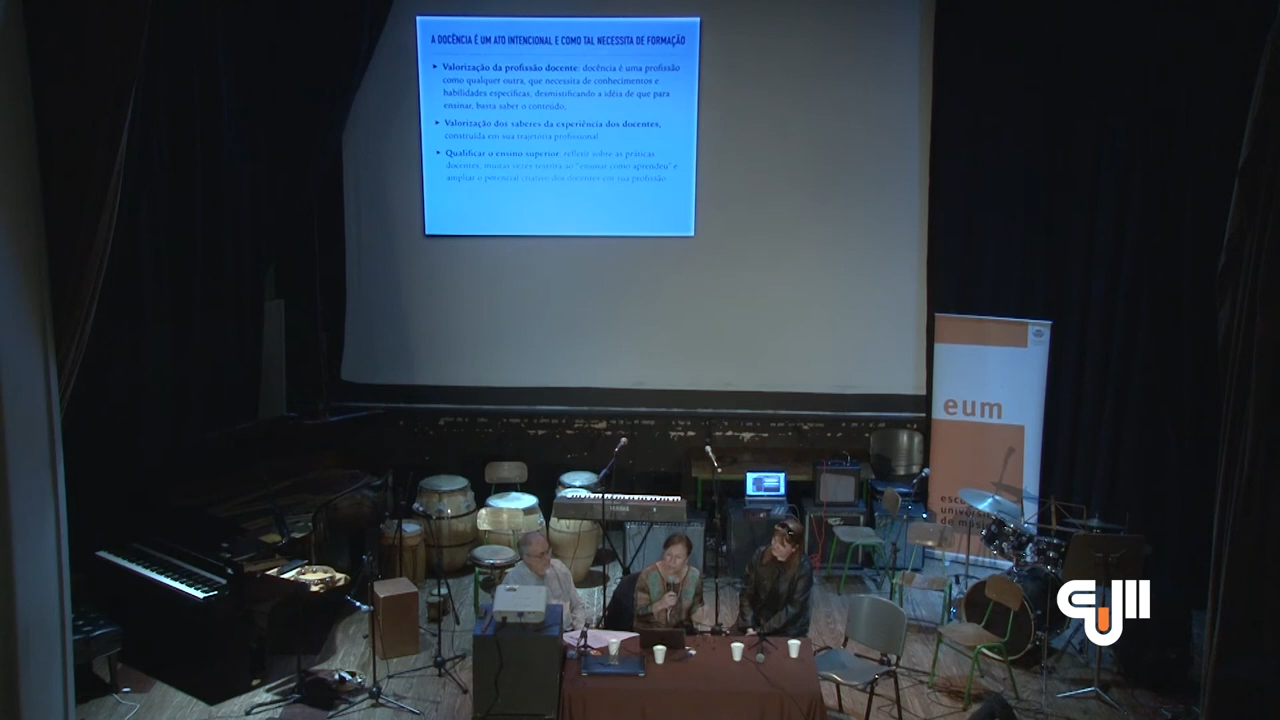 A DOCÊNCIA É UM ATO INTENCIONAL E COMO TAL NECESSITA DE FORMAÇÃO
Valorização da profissão docente: docência é uma profissão
como qualquer outra, que necessita de conhecimentos e
habilidades específicas, desmistificando a idéia de que para
ensinar, basta saber o conteúdo;
Valorização dos saberes da experiência dos docentes,
construída em sua trajetória profissional
Qualificar o ensino superior: refletir sobre as práticas
docentes, muitas vezes restrita ao "ensinar como aprendeu" e
ampliar o potencial criativo dos docentes em sua profissão.
eum
de